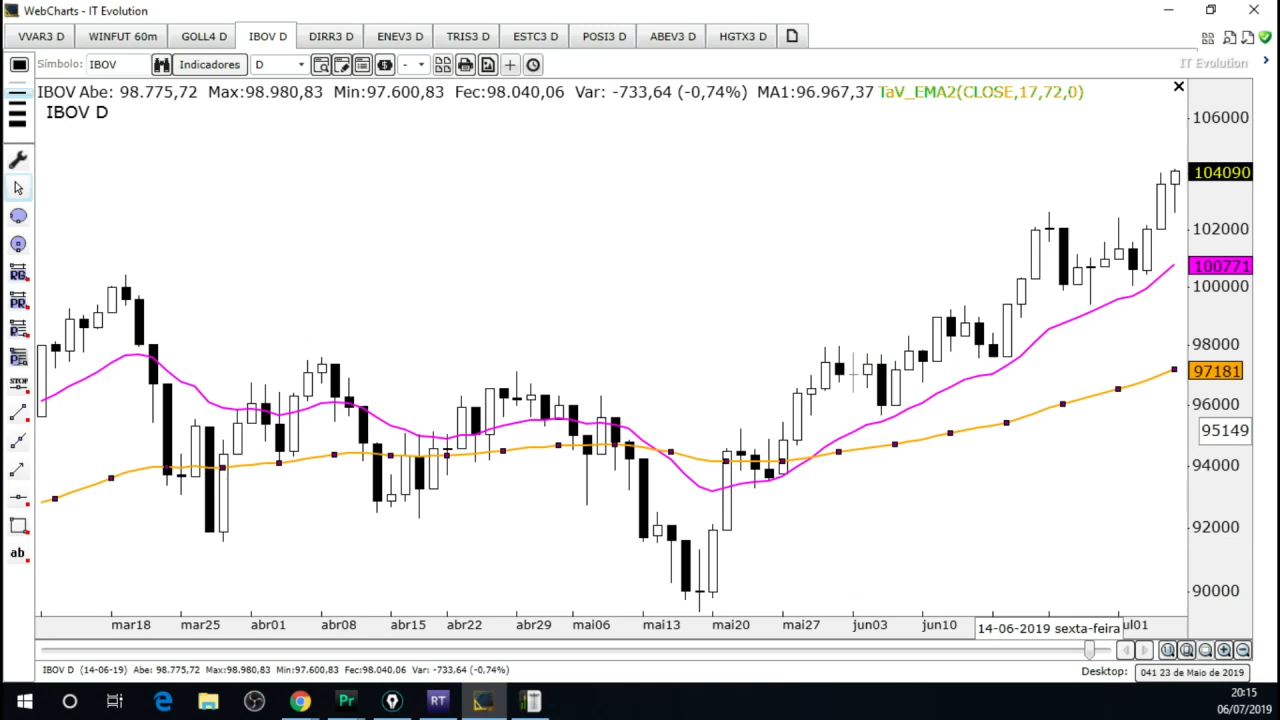 WebCharts - IT Evolution
VVAR3 D WINFUT 60m GOLL4 D IBOV D DIRR3 D ENEV3 D TRIS3 D ESTC3 D POSI3 D ABEV3 D HGTX3 D
Símbolo: IBOV Indicadores D - IT Evolution
IBOV Abe: 98.775,72 Max:98.980,83 Min:97.600,83 Fec:98.040,06 Var: -733,64 (-0,74%) MA1:96.967,37 TaV_EMA2(CLOSE,17,72,0)
IBOV D
106000
104090
102000
100771
100000
98000
97181
96000
95149
94000
92000
90000
RG
PR
P
P
STOP
ab
mar18 mar25 abr01 abr08 abr15 abr22 abr29 mai06 mai13 mai20 mai27 jun03 jun10 14-06-2019 sexta-feira ul01
IBOV D (14-06-19) Abe: 98.775,72 Max:98.980,83 Min:97.600,83 Fec:98.040,06 Var: -733,64 (-0,74%) Desktop: 041 23 de Maio de 2019
Pr RT
20:15
06/07/2019